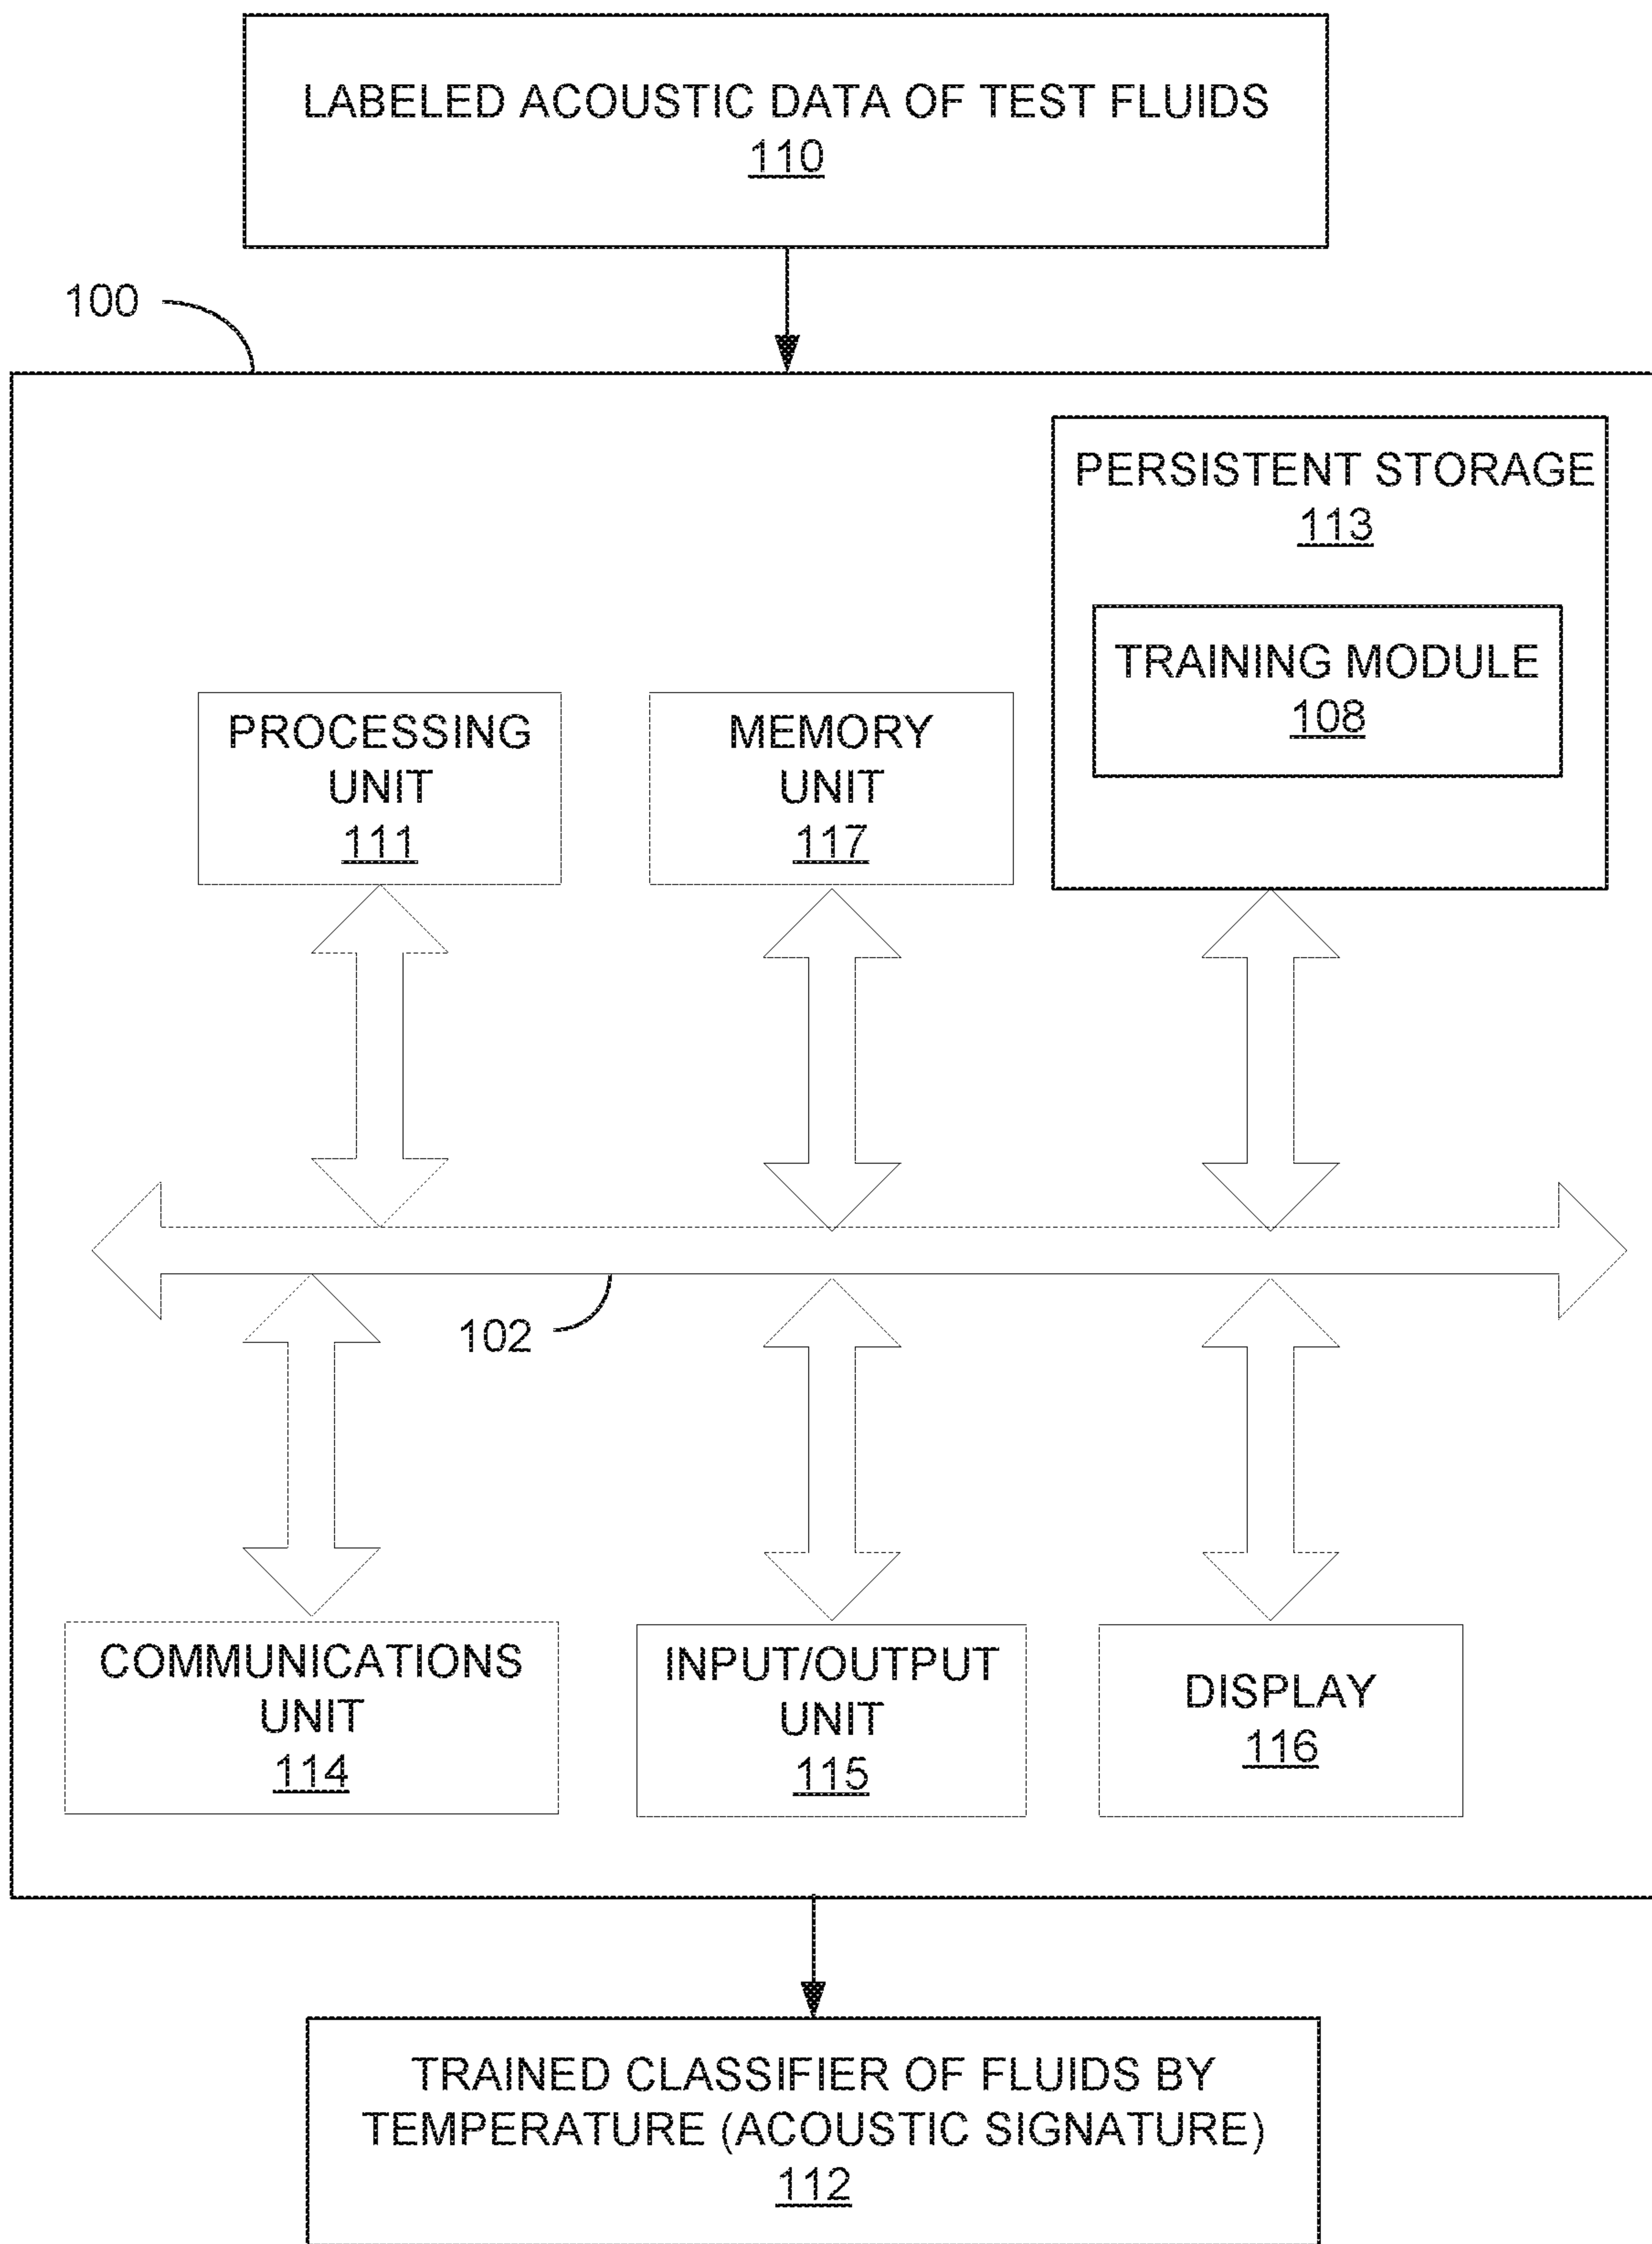 LABELED ACOUSTIC DATA OF TEST FLUIDS
110
100
PERSISTENT STORAGE
113
TRAINING MODULE
108
PROCESSING
UNIT
111
MEMORY
UNIT
117
102
COMMUNICATIONS
UNIT
114
INPUT/OUTPUT
UNIT
115
DISPLAY
116
TRAINED CLASSIFIER OF FLUIDS BY
TEMPERATURE (ACOUSTIC SIGNATURE)
112